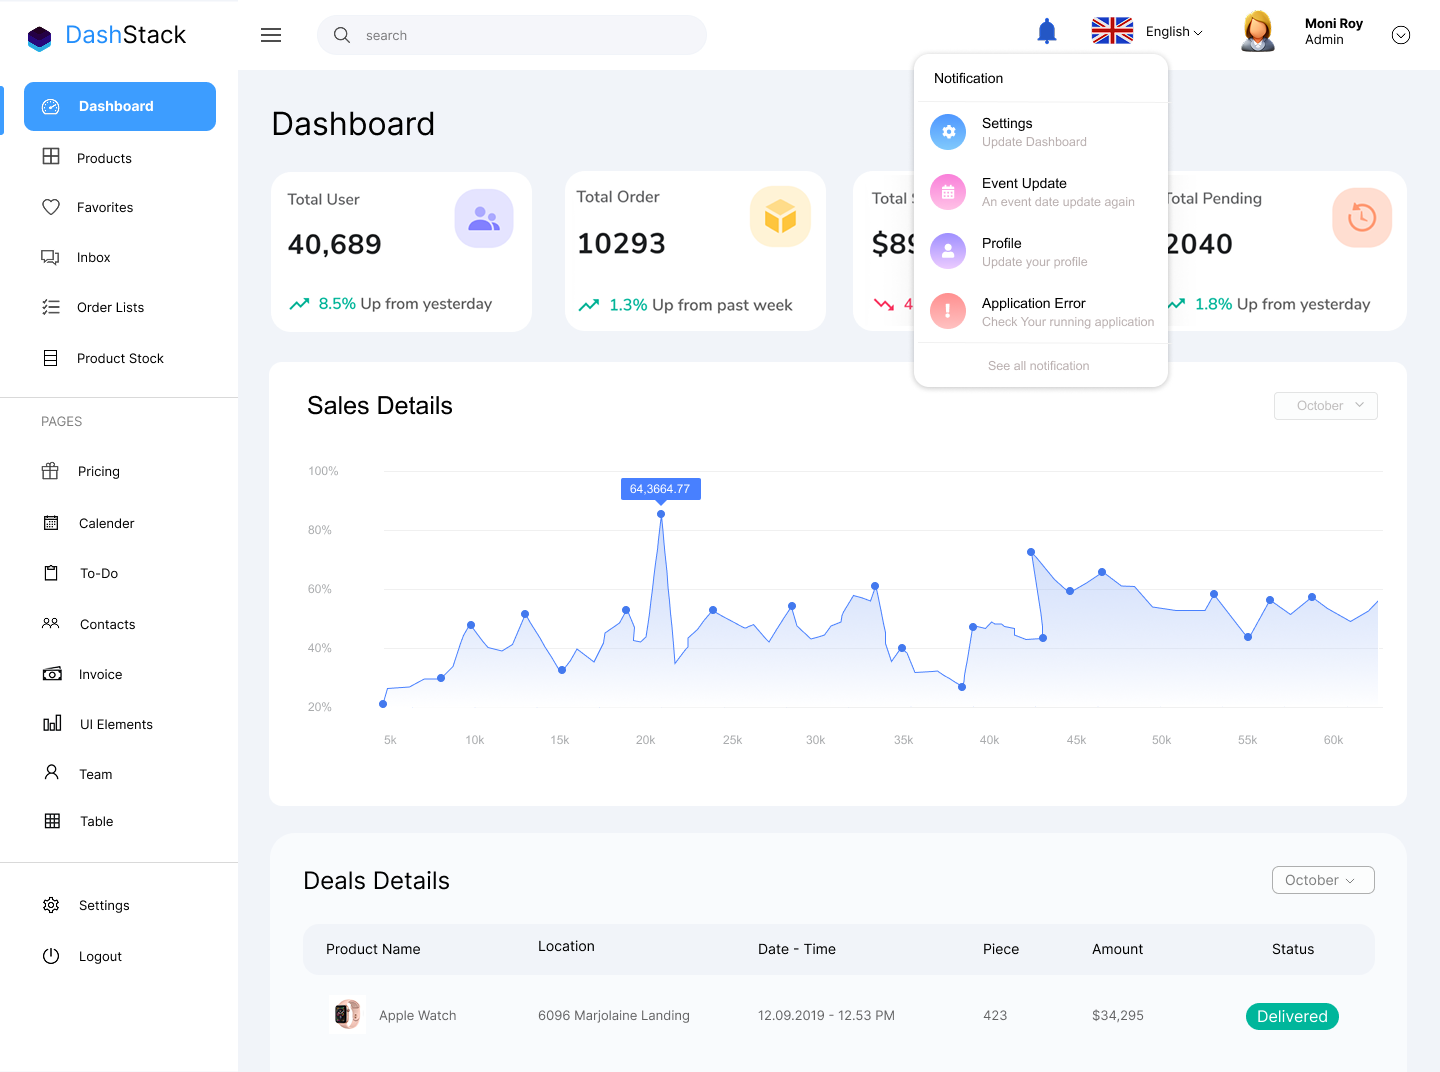 DashStack
search
English
Moni Roy
Admin
Dashboard
Products
Favorites
Inbox
Order Lists
Product Stock
PAGES
Pricing
Calender
To-Do
Contacts
Invoice
UI Elements
Team
Table
Settings
Logout
Notification
Settings
Update Dashboard
Event Update
An event date update again
Profile
Update your profile
Application Error
Check Your running application
See all notification
Dashboard
Total User
40,689
8.5% Up from yesterday
Total Order
10293
1.3% Up from past week
Total
$89
4
Total Pending
2040
1.8% Up from yesterday
Sales Details
October
100%
80%
60%
40%
20%
64,3664.77
5k 10k 15k 20k 25k 30k 35k 40k 45k 50k 55k 60k
Deals Details
October
Product Name Location Date - Time Piece Amount Status
Apple Watch 6096 Marjolaine Landing 12.09.2019 - 12.53 PM 423 $34,295 Delivered